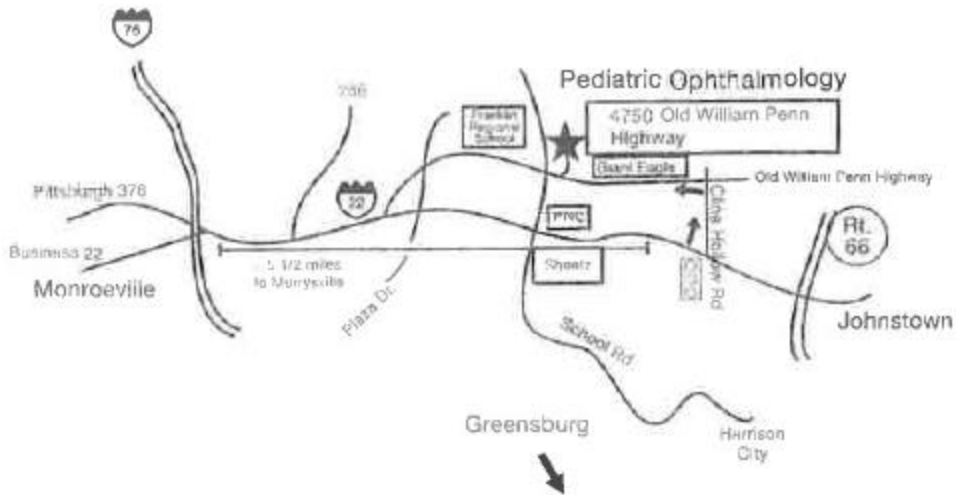 76
Pediatric Ophthalmology
4750 Old William Penn
Highway
Franklin
Regional
School
Giant Eagle
Old William Penn Highway
Pittsburgh 376
22
PNC
Cline Hollow Rd
Rt.
66
Business 22
5 1/2 miles
to Murrysville
Sheetz
Monroeville
Plaza Dr.
Johnstown
School Rd.
Greensburg
Harrison
City